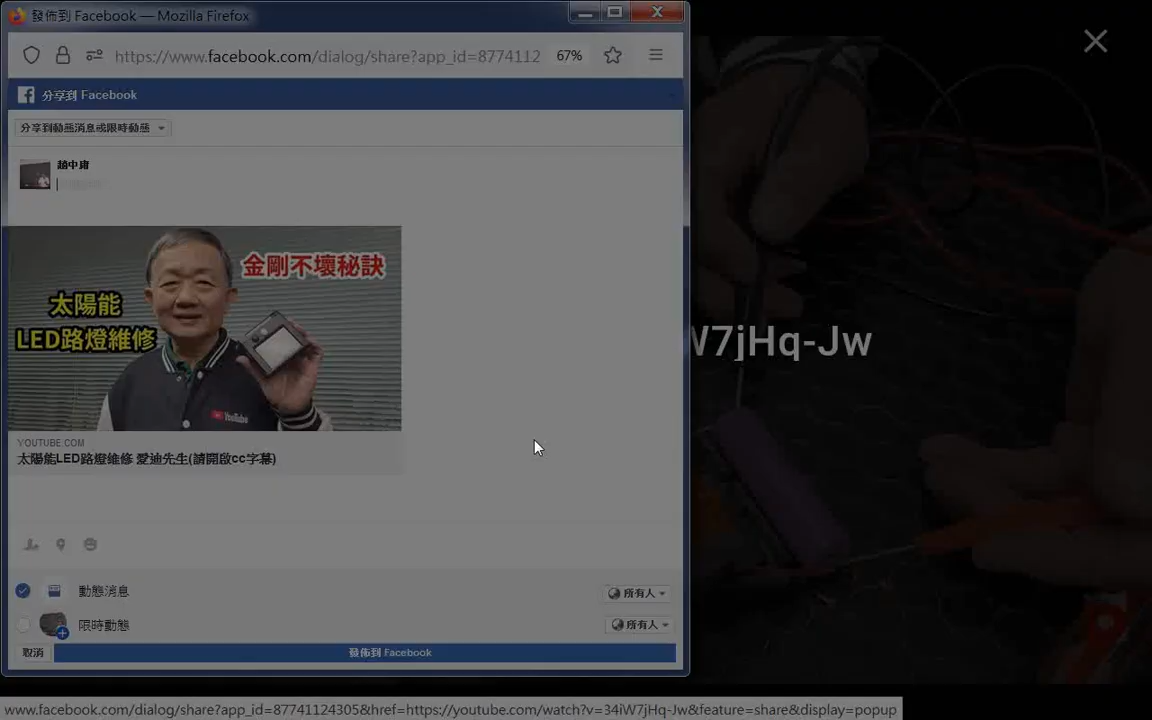 發佈到 Facebook — Mozilla Firefox
https://www.facebook.com/dialog/share?app_id=8774112
67%
分享到 Facebook
分享到動態消息或限時動態
趙中庸
金剛不壞秘訣
太陽能
LED路燈維修
YouTube
YOUTUBE.COM
太陽能LED路燈維修 愛迪先生(請開啟cc字幕)
W7jHq-Jw
動態消息
所有人
限時動態
所有人
取消
發佈到 Facebook
www.facebook.com/dialog/share?app_id=87741124305&href=https://youtube.com/watch?v=34iW7jHq-Jw&feature=share&display=popup